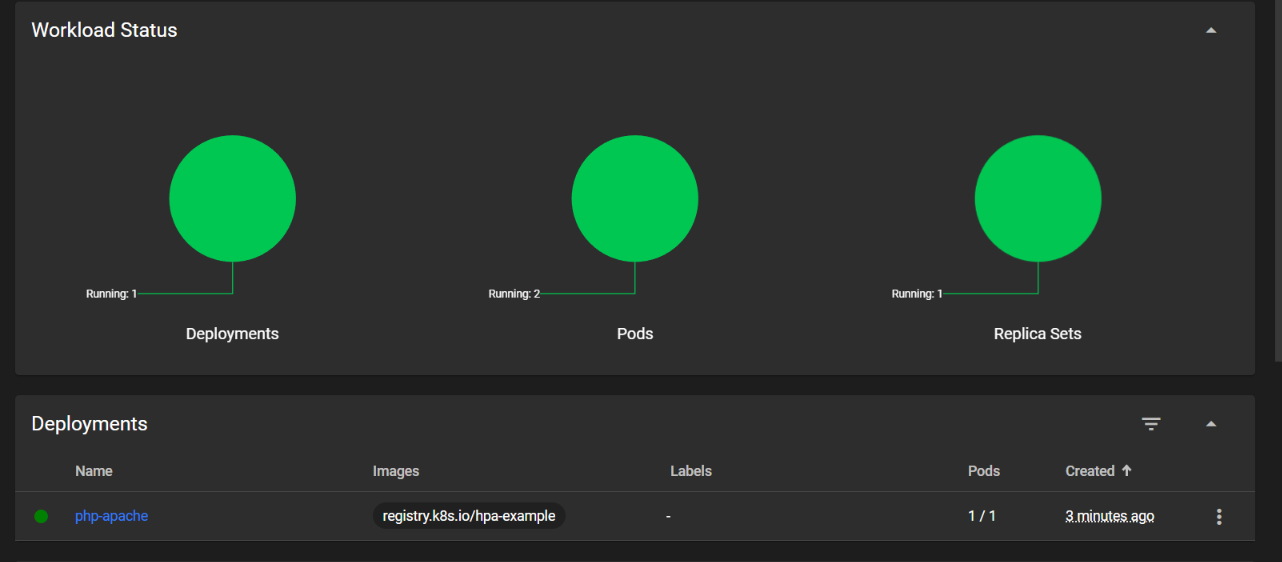 Workload Status
Running: 1
Running: 2
Running: 1
Deployments
Pods
Replica Sets
Deployments
Name Images Labels Pods Created
php-apache registry.k8s.io/hpa-example - 1 / 1 3 minutes ago